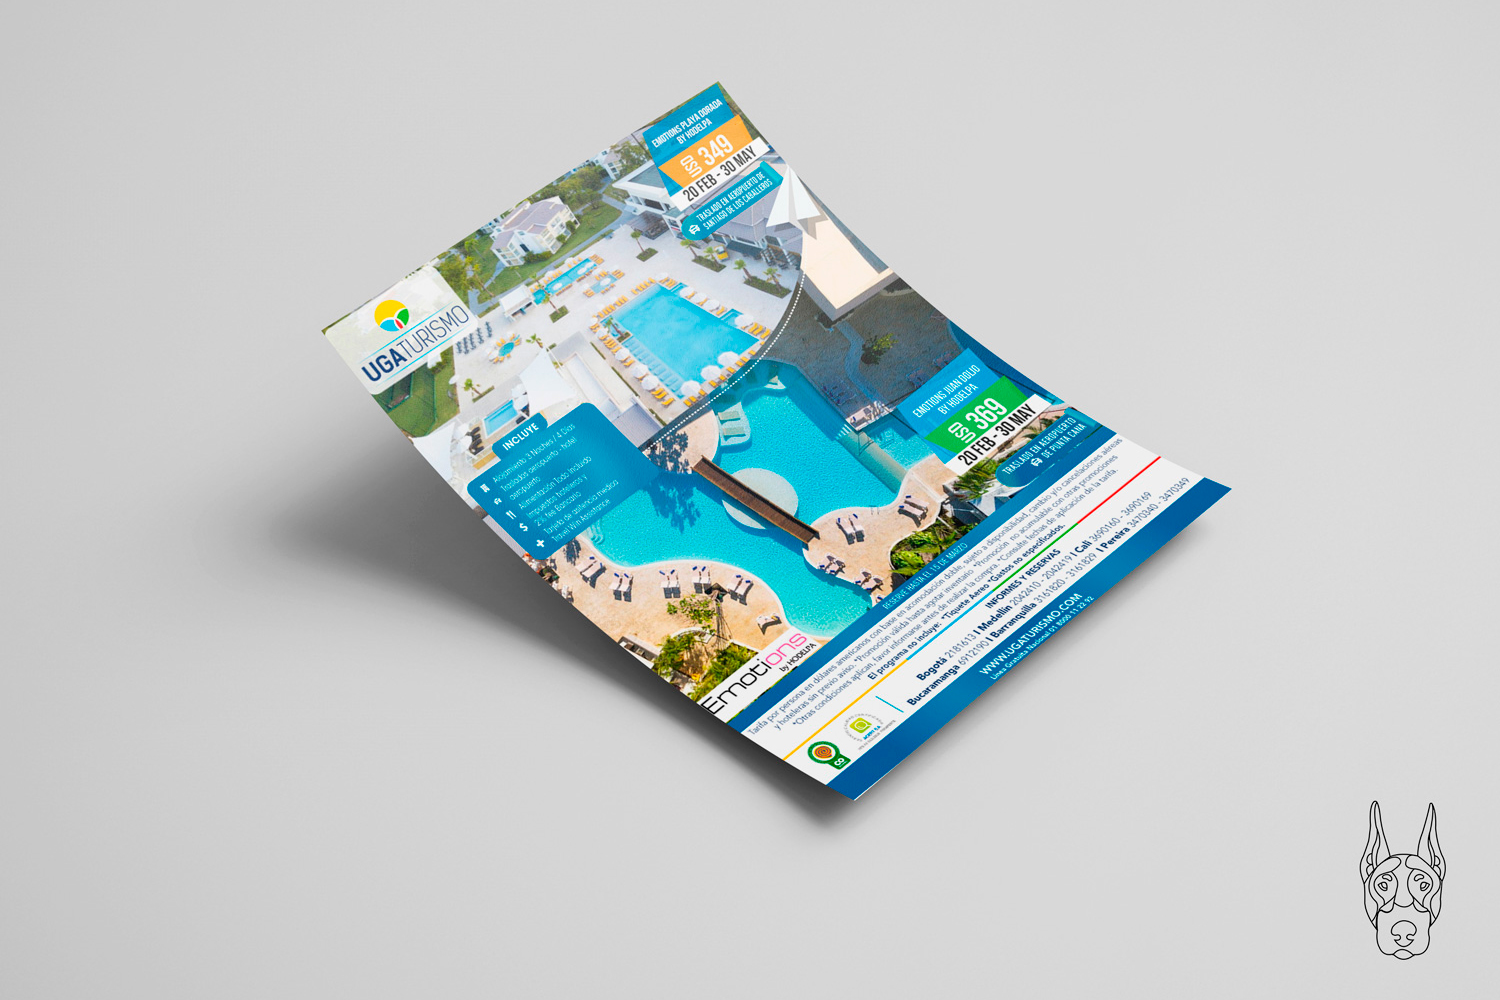 EMOTIONS PLAYA DORADA
BY HODELPA
USD 349
20 FEB - 30 MAY
TRASLADO EN AEROPUERTO DE
SANTIAGO DE LOS CABALLEROS
UGATURISMO
EMOTIONS JUAN DOLIO
BY HODELPA
USD 369
20 FEB - 30 MAY
TRASLADO EN AEROPUERTO
DE PUNTA CANA
INCLUYE
Alojamiento 3 Noches / 4 Días
Traslados aeropuerto - hotel
aeropuerto
Alimentación Todo incluido
Impuestos hoteleros y
2% fee Bancario
Tarjeta de asistencia médica
Travel Win Assistance
Emotions
by HODELPA
RESERVE HASTA EL 15 DE MARZO
Tarifa por persona en dólares americanos con base en acomodación doble, sujeto a disponibilidad, cambio y/o cancelaciones aéreas
y hoteleras sin previo aviso. *Promoción válida hasta agotar inventario. *Promoción no acumulable con otras promociones
*Otras condiciones aplican, favor informarse antes de realizar la compra. *Consulte fechas de aplicación de la tarifa.
El programa no incluye: *Tiquete Aéreo *Gastos no especificados.
INFORMES Y RESERVAS
Bogotá 2181613 I Medellín 2042410 - 2042419 I Cali 3690160 - 3690169
Bucaramanga 6912190 I Barranquilla 3161820 - 3161829 I Pereira 3470340 - 3470349
WWW.UGATURISMO.COM
Línea Gratuita Nacional 01 8000 11 22 92
CO